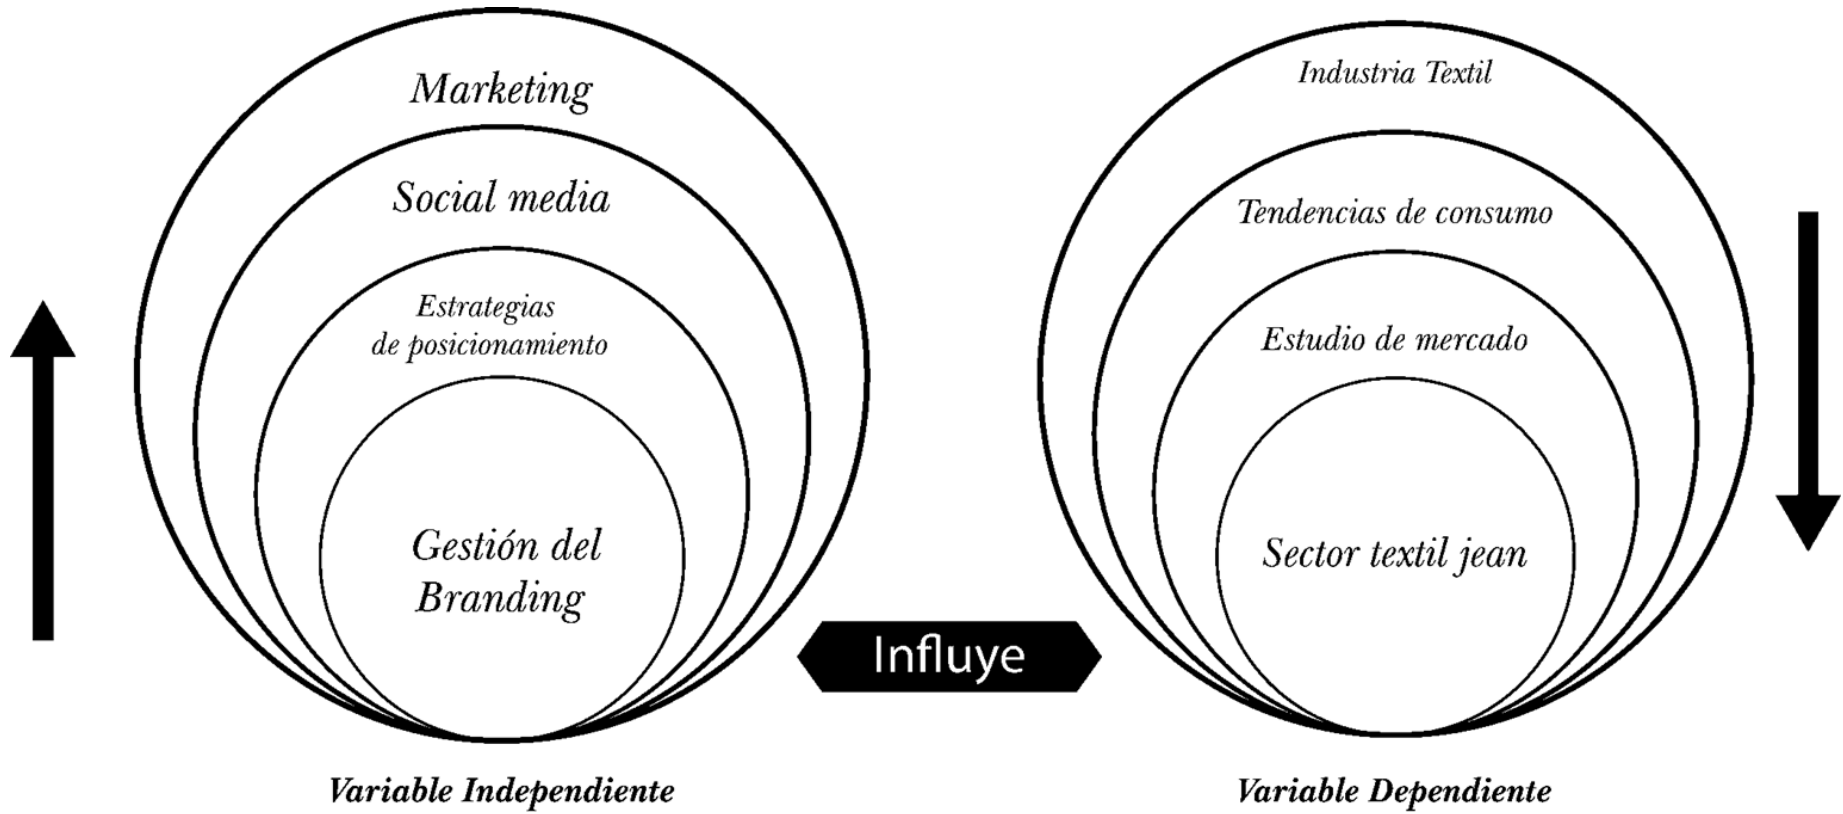 Marketing
Social media
Estrategias
de posicionamiento
Gestión del
Branding
Variable Independiente
Influye
Industria Textil
Tendencias de consumo
Estudio de mercado
Sector textil jean
Variable Dependiente